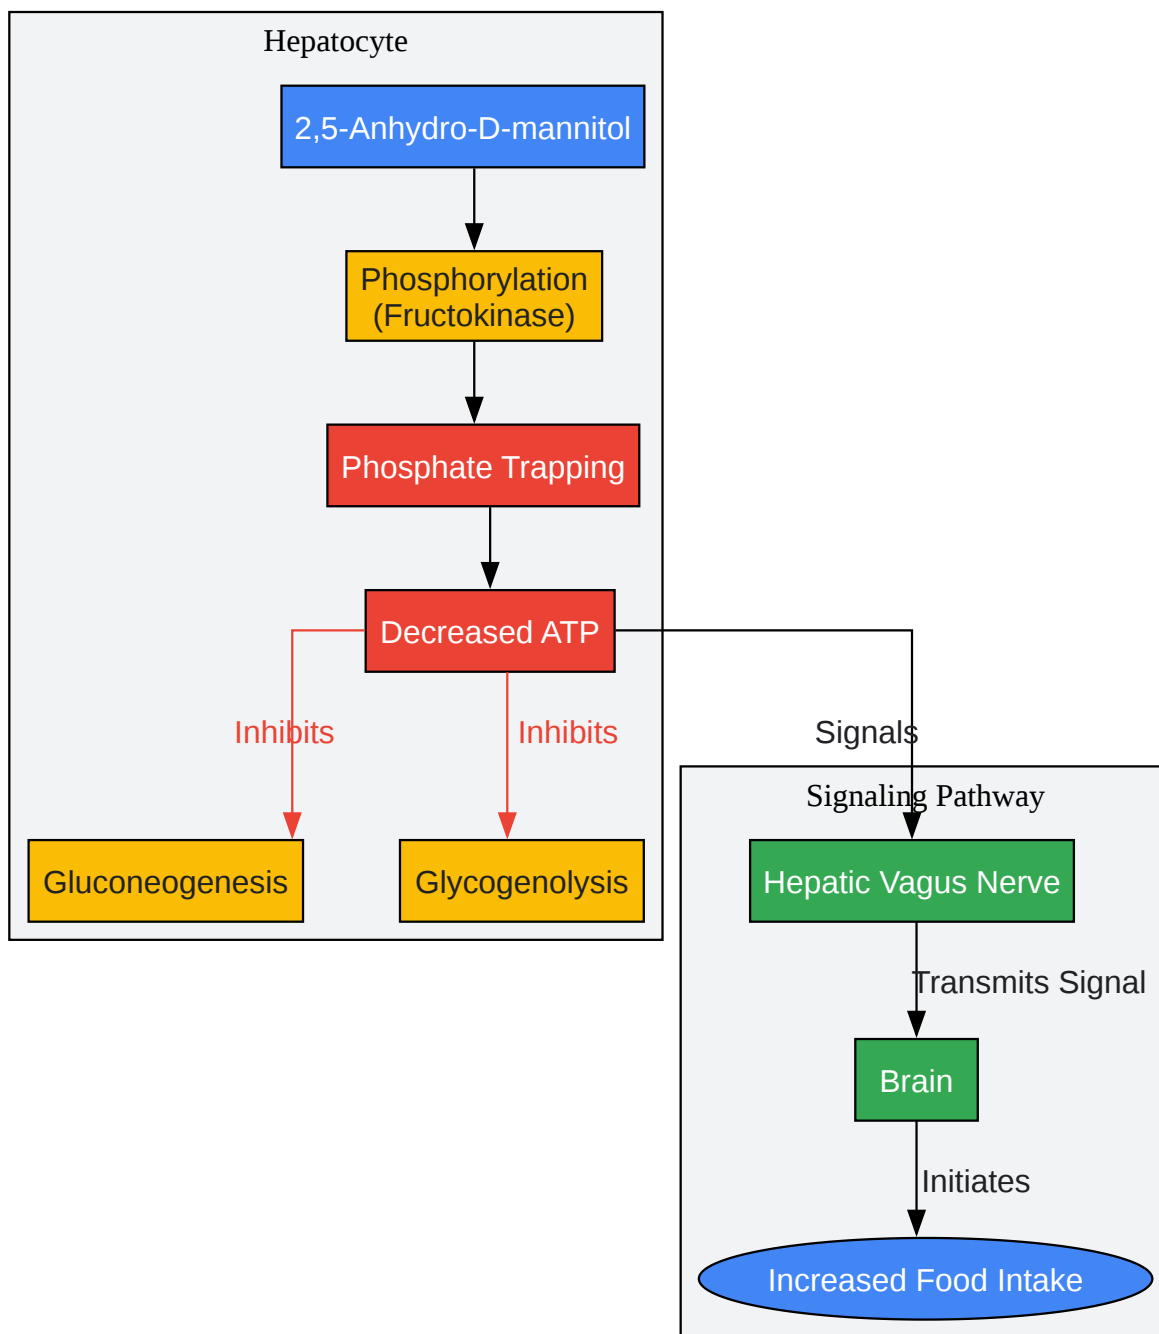 Hepatocyte
2,5-Anhydro-D-mannitol
Phosphorylation
(Fructokinase)
Phosphate Trapping
Decreased ATP
Inhibits
Inhibits
Signals
Signaling Pathway
Gluconeogenesis
Glycogenolysis
Hepatic Vagus Nerve
Transmits Signal
Brain
Initiates
Increased Food Intake